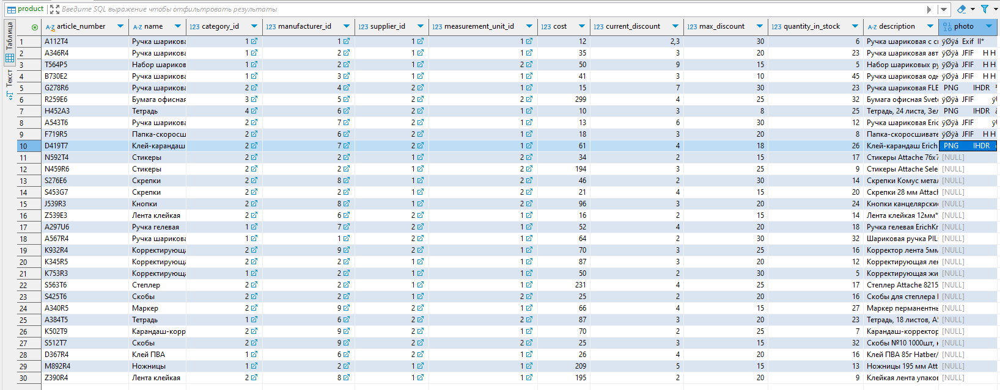 product Введите SQL выражение чтобы отфильтровать результаты
Таблица
Текст
A-Z article_number A-Z name 123 category_id 123 manufacturer_id 123 supplier_id 123 measurement_unit_id 123 cost 123 current_discount 123 max_discount 123 quantity_in_stock A-Z description photo
1 A112T4 Ручка шарикова 1 1 1 1 12 2,3 30 6 Ручка шариковая с с ÿØÿá Exif II*
2 A346R4 Ручка шарикова 1 2 1 1 35 3 20 23 Ручка шариковая авт ÿØÿà JFIF H H
3 T564P5 Набор шариков 1 2 1 2 50 9 15 5 Набор шариковых ру ÿØÿà JFIF H H
4 B730E2 Ручка шарикова 1 3 1 1 41 3 10 45 Ручка шариковая одн ÿØÿà JFIF H H
5 G278R6 Ручка шарикова 2 4 2 1 15 7 30 23 Ручка шариковая FLE PNG IHDR
6 R259E6 Бумага офисная 3 5 2 2 299 4 25 32 Бумага офисная Svet ÿØÿà JFIF
7 H452A3 Тетрадь 4 6 2 1 10 3 8 25 Тетрадь, 24 листа, Зел PNG IHDR
8 A543T6 Ручка шарикова 2 7 2 1 13 6 30 12 Ручка шариковая Eric ÿØÿà JFIF
9 F719R5 Папка-скоросш 2 6 2 1 18 3 20 8 Папка-скоросшивате ÿØÿà JFIF H H
10 D419T7 Клей-карандаш 2 7 2 1 61 4 18 26 Клей-карандаш Erich PNG IHDR
11 N592T4 Стикеры 2 2 1 2 34 2 15 17 Стикеры Attache 76x7 [NULL]
12 N459R6 Стикеры 2 2 1 1 194 3 25 9 Стикеры Attache Sele [NULL]
13 S276E6 Скрепки 2 8 1 2 46 2 30 14 Скрепки Комус метал [NULL]
14 S453G7 Скрепки 2 2 1 2 21 4 15 20 Скрепки 28 мм Attach [NULL]
15 J539R3 Кнопки 2 8 1 2 96 3 20 24 Кнопки канцелярски [NULL]
16 Z539E3 Лента клейкая 2 6 2 1 16 2 15 14 Лента клейкая 12мм* [NULL]
17 A297U6 Ручка гелевая 1 7 2 1 52 4 20 18 Ручка гелевая ErichKr [NULL]
18 A567R4 Ручка шарикова 1 1 2 1 64 2 30 32 Шариковая ручка PIL [NULL]
19 K932R4 Корректирующ 2 9 2 1 70 3 25 16 Корректор лента 5мм [NULL]
20 K345R5 Корректирующ 2 2 2 1 87 3 20 12 Корректирующая лен [NULL]
21 K753R3 Корректирующ 1 2 1 1 50 2 30 5 Корректирующая жи [NULL]
22 S563T6 Степлер 2 2 1 1 231 4 25 17 Степлер Attache 8215 [NULL]
23 S425T6 Скобы 2 2 1 2 25 2 20 16 Скобы для степлера [NULL]
24 A340R5 Маркер 2 9 2 1 66 4 15 27 Маркер перманентнь [NULL]
25 A384T5 Тетрадь 1 6 2 2 87 3 20 23 Тетрадь, 18 листов, А5 [NULL]
26 K502T9 Карандаш-корр 2 9 2 1 70 2 25 7 Карандаш-корректор [NULL]
27 S512T7 Скобы 2 9 2 2 25 3 15 32 Скобы №10 1000шт, [NULL]
28 D367R4 Клей ПВА 1 6 2 1 26 4 20 16 Клей ПВА 85г Hatber/ [NULL]
29 M892R4 Ножницы 1 2 1 1 209 5 15 13 Ножницы 195 мм Att [NULL]
30 Z390R4 Лента клейкая 2 8 1 1 195 2 20 9 Клейкая лента упаков [NULL]